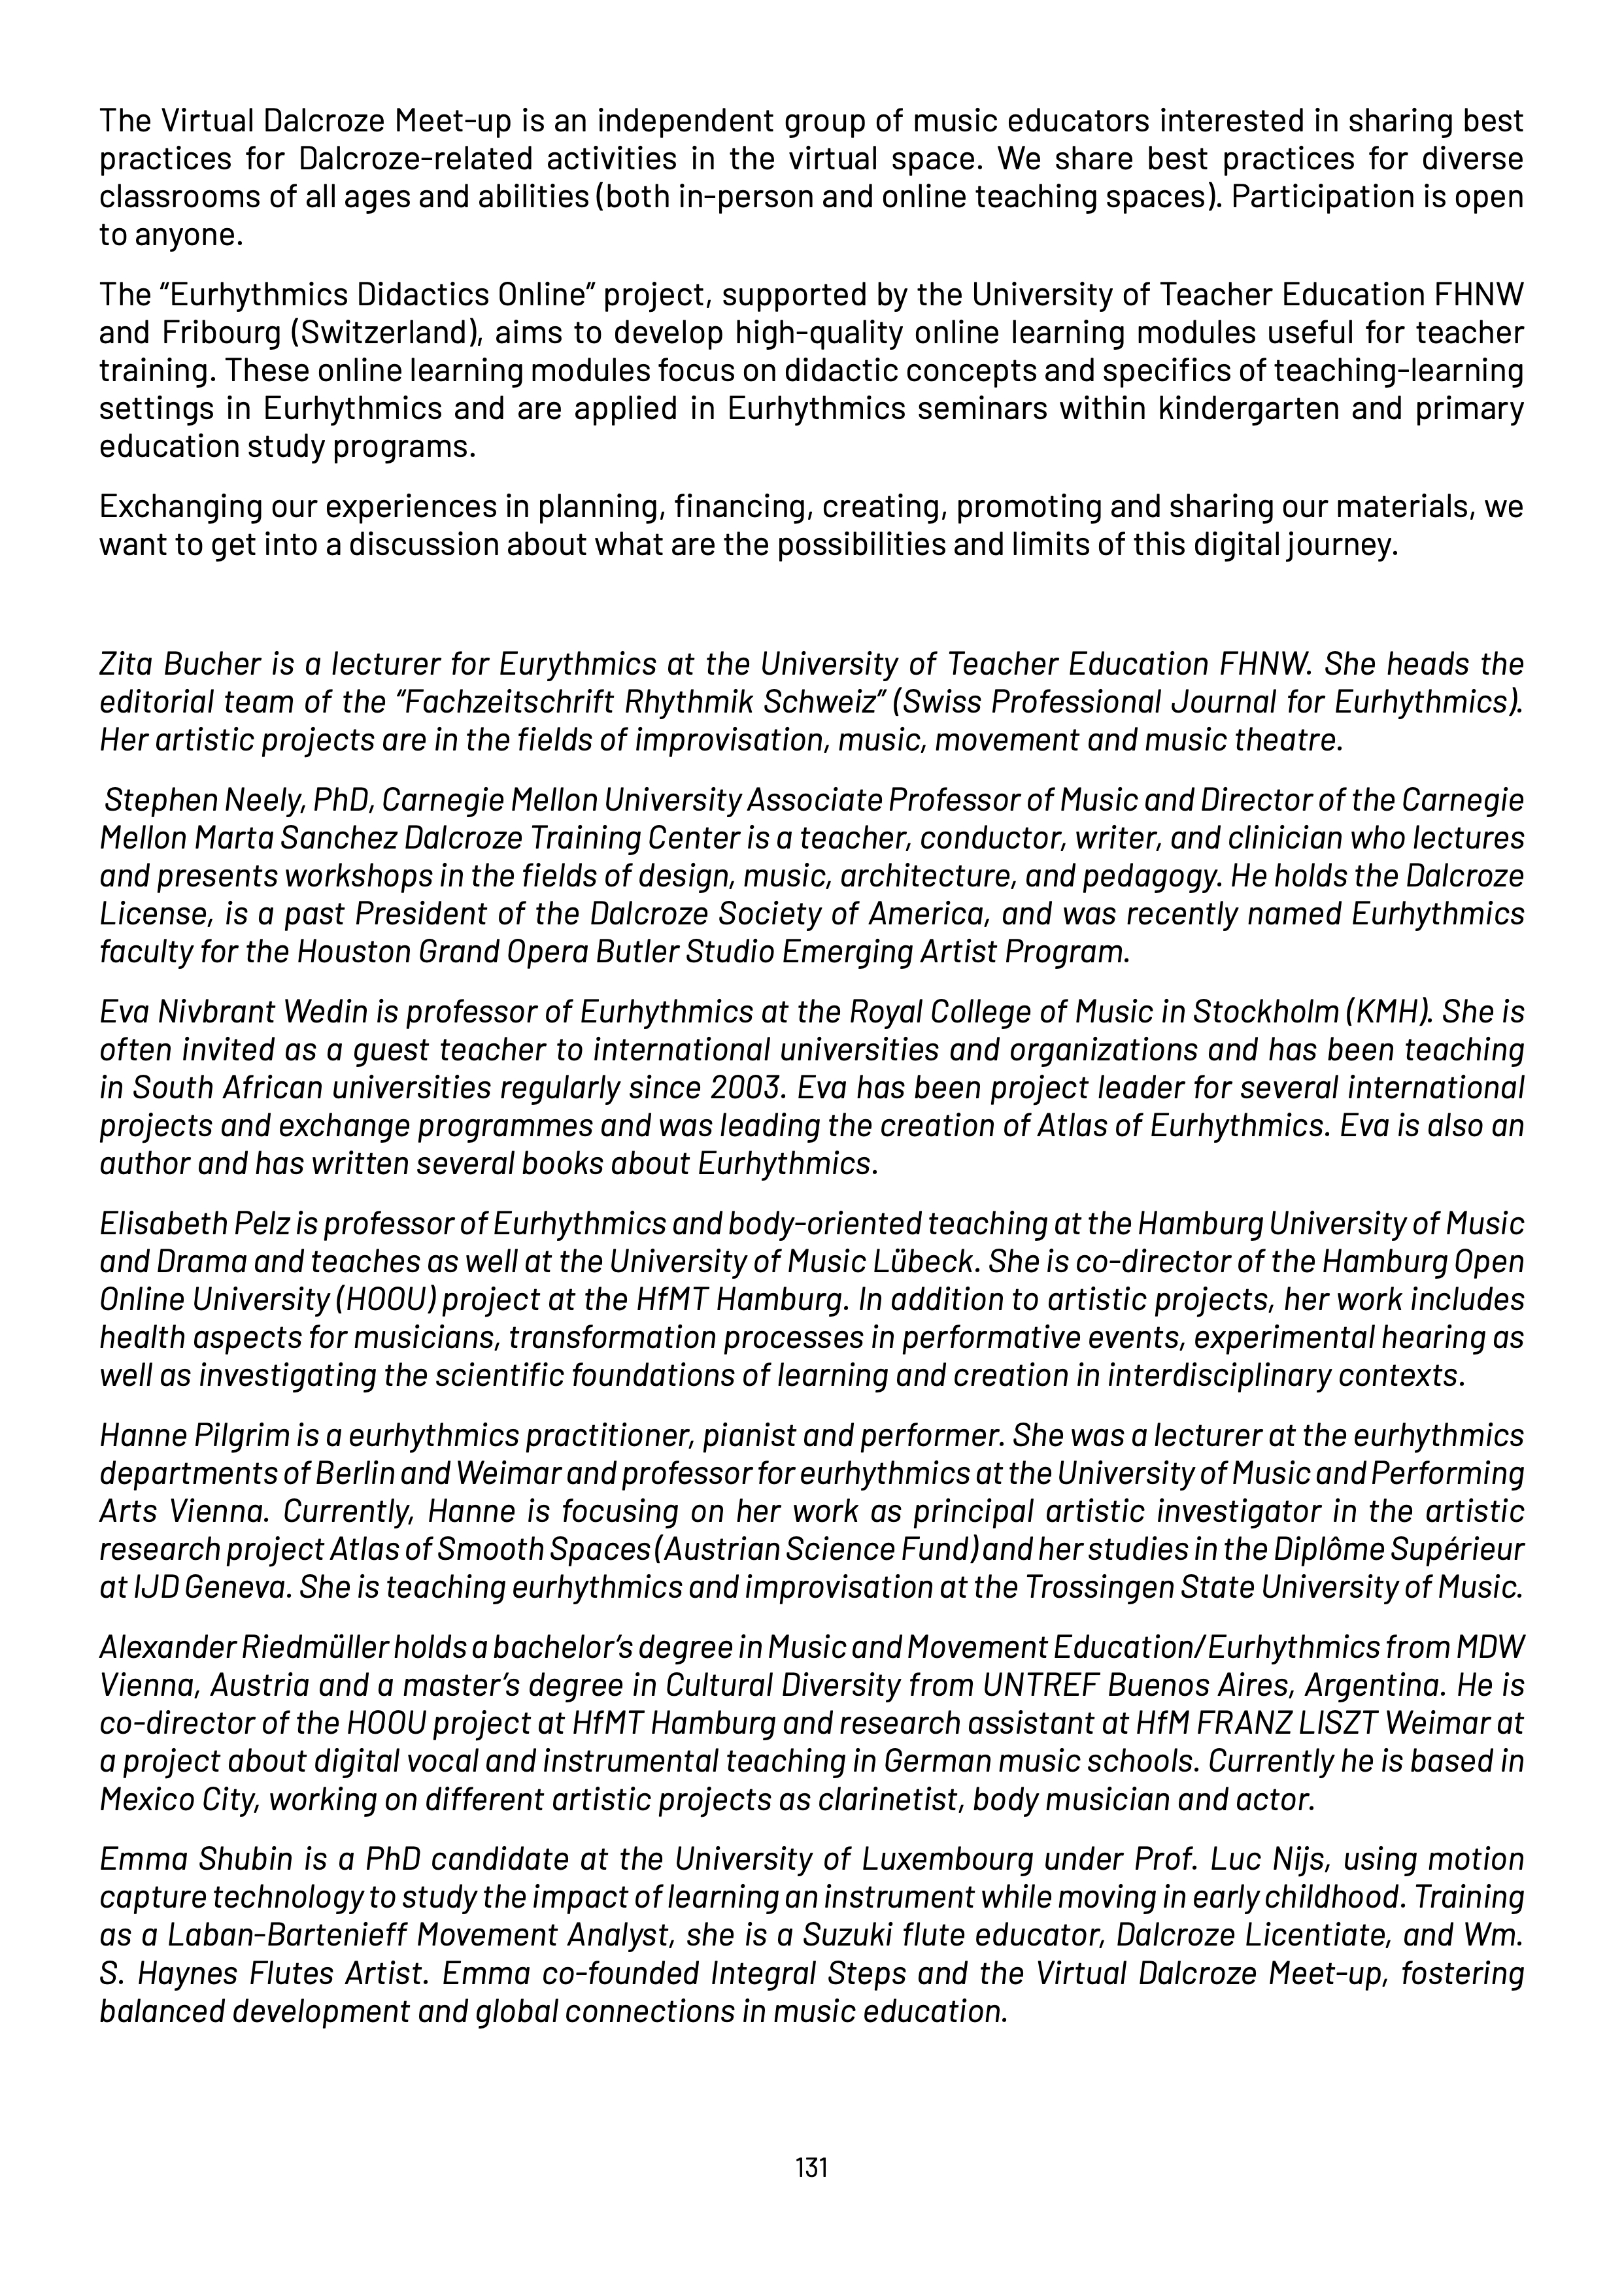 The Virtual Dalcroze Meet-up is an independent group of music educators interested in sharing best
practices for Dalcroze-related activities in the virtual space. We share best practices for diverse
classrooms of all ages and abilities (both in-person and online teaching spaces). Participation is open
to anyone.
The “Eurhythmics Didactics Online” project, supported by the University of Teacher Education FHNW
and Fribourg (Switzerland), aims to develop high-quality online learning modules useful for teacher
training. These online learning modules focus on didactic concepts and specifics of teaching-learning
settings in Eurhythmics and are applied in Eurhythmics seminars within kindergarten and primary
education study programs.
Exchanging our experiences in planning, financing, creating, promoting and sharing our materials, we
want to get into a discussion about what are the possibilities and limits of this digital journey.
Zita Bucher is a lecturer for Eurythmics at the University of Teacher Education FHNW. She heads the
editorial team of the “Fachzeitschrift Rhythmik Schweiz” (Swiss Professional Journal for Eurhythmics).
Her artistic projects are in the fields of improvisation, music, movement and music theatre.
Stephen Neely, PhD, Carnegie Mellon University Associate Professor of Music and Director of the Carnegie
Mellon Marta Sanchez Dalcroze Training Center is a teacher, conductor, writer, and clinician who lectures
and presents workshops in the fields of design, music, architecture, and pedagogy. He holds the Dalcroze
License, is a past President of the Dalcroze Society of America, and was recently named Eurhythmics
faculty for the Houston Grand Opera Butler Studio Emerging Artist Program.
Eva Nivbrant Wedin is professor of Eurhythmics at the Royal College of Music in Stockholm (KMH). She is
often invited as a guest teacher to international universities and organizations and has been teaching
in South African universities regularly since 2003. Eva has been project leader for several international
projects and exchange programmes and was leading the creation of Atlas of Eurhythmics. Eva is also an
author and has written several books about Eurhythmics.
Elisabeth Pelz is professor of Eurhythmics and body-oriented teaching at the Hamburg University of Music
and Drama and teaches as well at the University of Music Lübeck. She is co-director of the Hamburg Open
Online University (HOOU) project at the HfMT Hamburg. In addition to artistic projects, her work includes
health aspects for musicians, transformation processes in performative events, experimental hearing as
well as investigating the scientific foundations of learning and creation in interdisciplinary contexts.
Hanne Pilgrim is a eurhythmics practitioner, pianist and performer. She was a lecturer at the eurhythmics
departments of Berlin and Weimar and professor for eurhythmics at the University of Music and Performing
Arts Vienna. Currently, Hanne is focusing on her work as principal artistic investigator in the artistic
research project Atlas of Smooth Spaces (Austrian Science Fund) and her studies in the Diplôme Supérieur
at IJD Geneva. She is teaching eurhythmics and improvisation at the Trossingen State University of Music.
Alexander Riedmüller holds a bachelor’s degree in Music and Movement Education/Eurhythmics from MDW
Vienna, Austria and a master’s degree in Cultural Diversity from UNTREF Buenos Aires, Argentina. He is
co-director of the HOOU project at HfMT Hamburg and research assistant at HfM FRANZ LISZT Weimar at
a project about digital vocal and instrumental teaching in German music schools. Currently he is based in
Mexico City, working on different artistic projects as clarinetist, body musician and actor.
Emma Shubin is a PhD candidate at the University of Luxembourg under Prof. Luc Nijs, using motion
capture technology to study the impact of learning an instrument while moving in early childhood. Training
as a Laban-Bartenieff Movement Analyst, she is a Suzuki flute educator, Dalcroze Licentiate, and Wm.
S. Haynes Flutes Artist. Emma co-founded Integral Steps and the Virtual Dalcroze Meet-up, fostering
balanced development and global connections in music education.
131